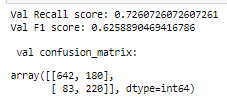 Val Recall score: 0.7260726072607261
Val F1 score: 0.6258890469416786
val confusion_matrix:
array([[642, 180],
[ 83, 220]], dtype=int64)